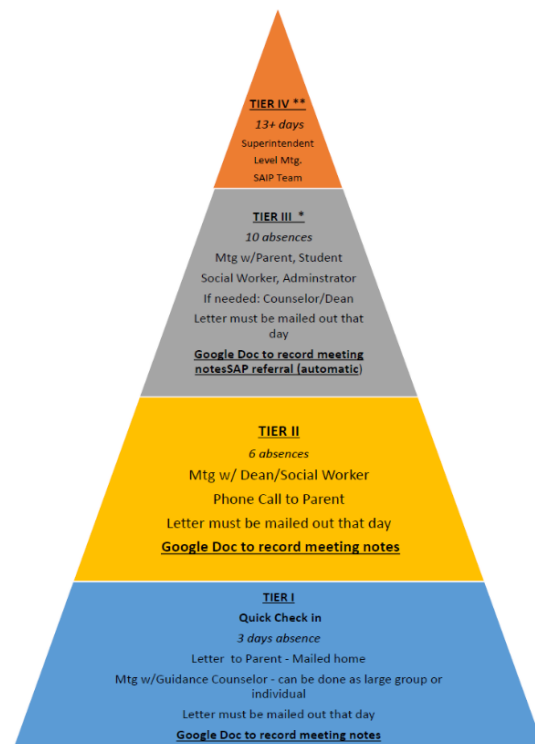 TIER IV **
13+ days
Superintendent
Level Mtg.
SAIP Team
TIER III *
10 absences
Mtg w/Parent, Student
Social Worker, Adminstrator
If needed: Counselor/Dean
Letter must be mailed out that
day
Google Doc to record meeting
notesSAP referral (automatic)
TIER II
6 absences
Mtg w/ Dean/Social Worker
Phone Call to Parent
Letter must be mailed out that day
Google Doc to record meeting notes
TIER I
Quick Check in
3 days absence
Letter to Parent - Mailed home
Mtg w/Guidance Counselor - can be done as large group or
individual
Letter must be mailed out that day
Google Doc to record meeting notes